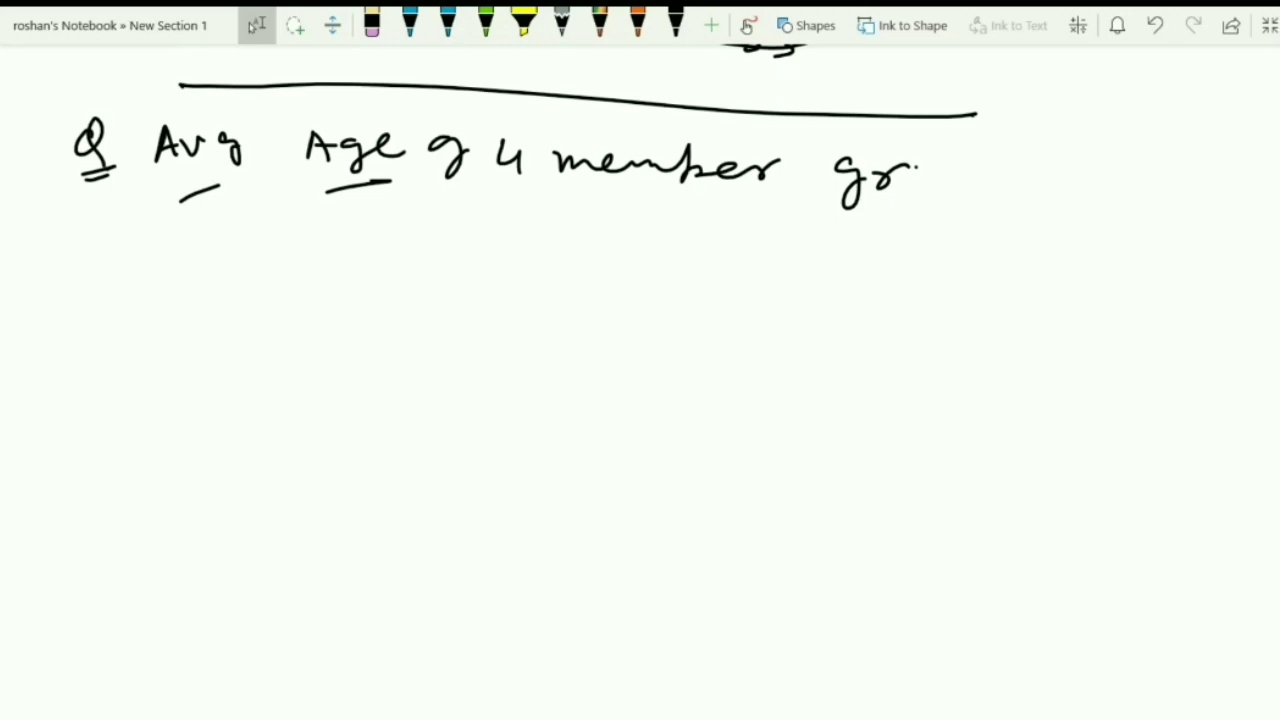 roshan's Notebook » New Section 1 Shapes Ink to Shape Ink to Text
Q Avg Age of 4 member gr